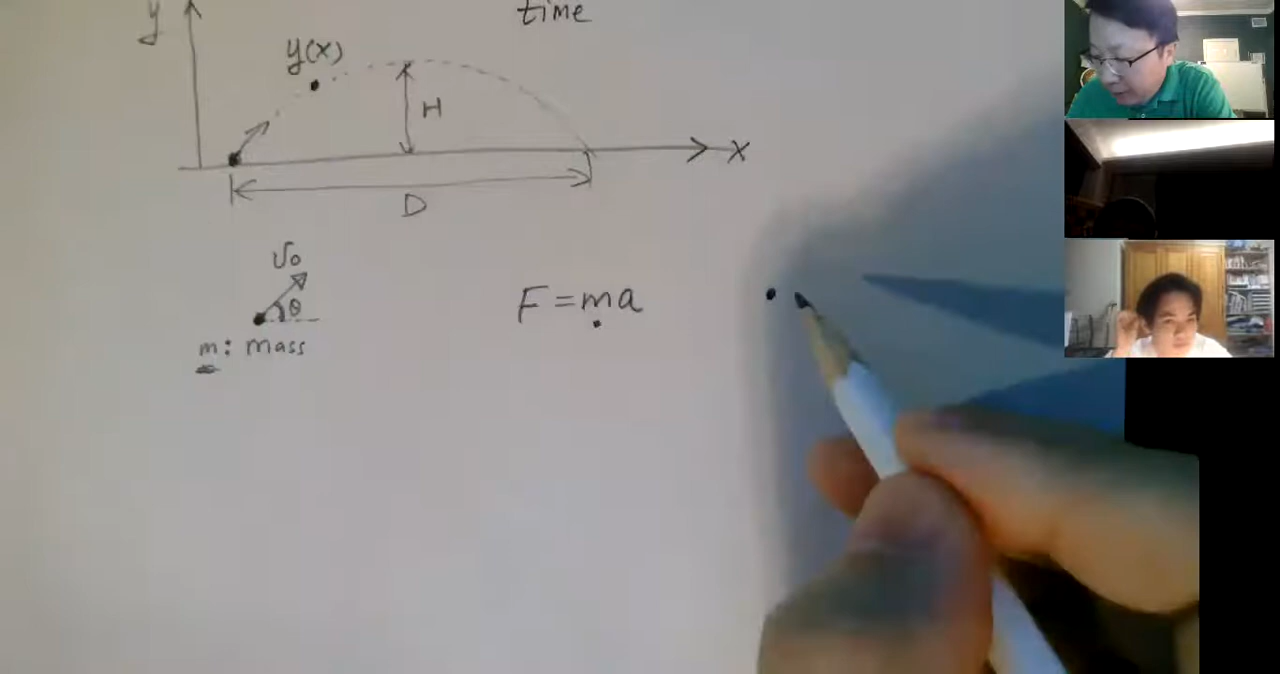 time
y
y(x)
H
x
D
v₀
θ
m: mass
F = ma